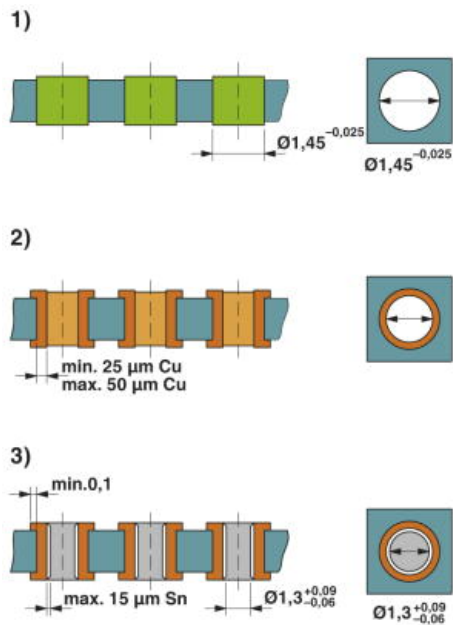 1)
Ø1,45 -0,025
Ø1,45 -0,025
2)
min. 25 µm Cu
max. 50 µm Cu
3)
min.0,1
max. 15 µm Sn
Ø1,3 +0,09 -0,06
Ø1,3 +0,09 -0,06